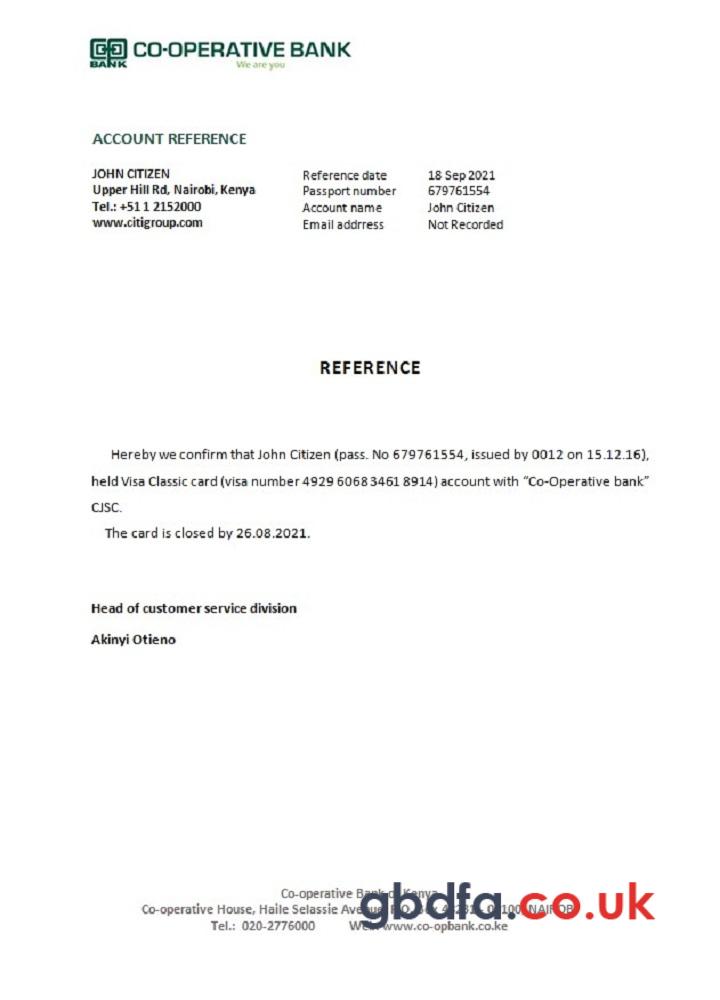 CO-OPERATIVE BANK
BANK
We are you
ACCOUNT REFERENCE
JOHN CITIZEN
Upper Hill Rd, Nairobi, Kenya
Tel.: +51 1 2152000
www.citigroup.com
Reference date 18 Sep 2021
Passport number 679761554
Account name John Citizen
Email addrress Not Recorded
REFERENCE
Hereby we confirm that John Citizen (pass. No 679761554, issued by 0012 on 15.12.16),
held Visa Classic card (visa number 4929 6068 3461 8914) account with “Co-Operative bank”
CJSC.
The card is closed by 26.08.2021.
Head of customer service division
Akinyi Otieno
Co-operative Bank of Kenya
Co-operative House, Haile Selassie Avenue
gbdfa.co.uk
Tel.: 020-2776000 Web: www.co-opbank.co.ke